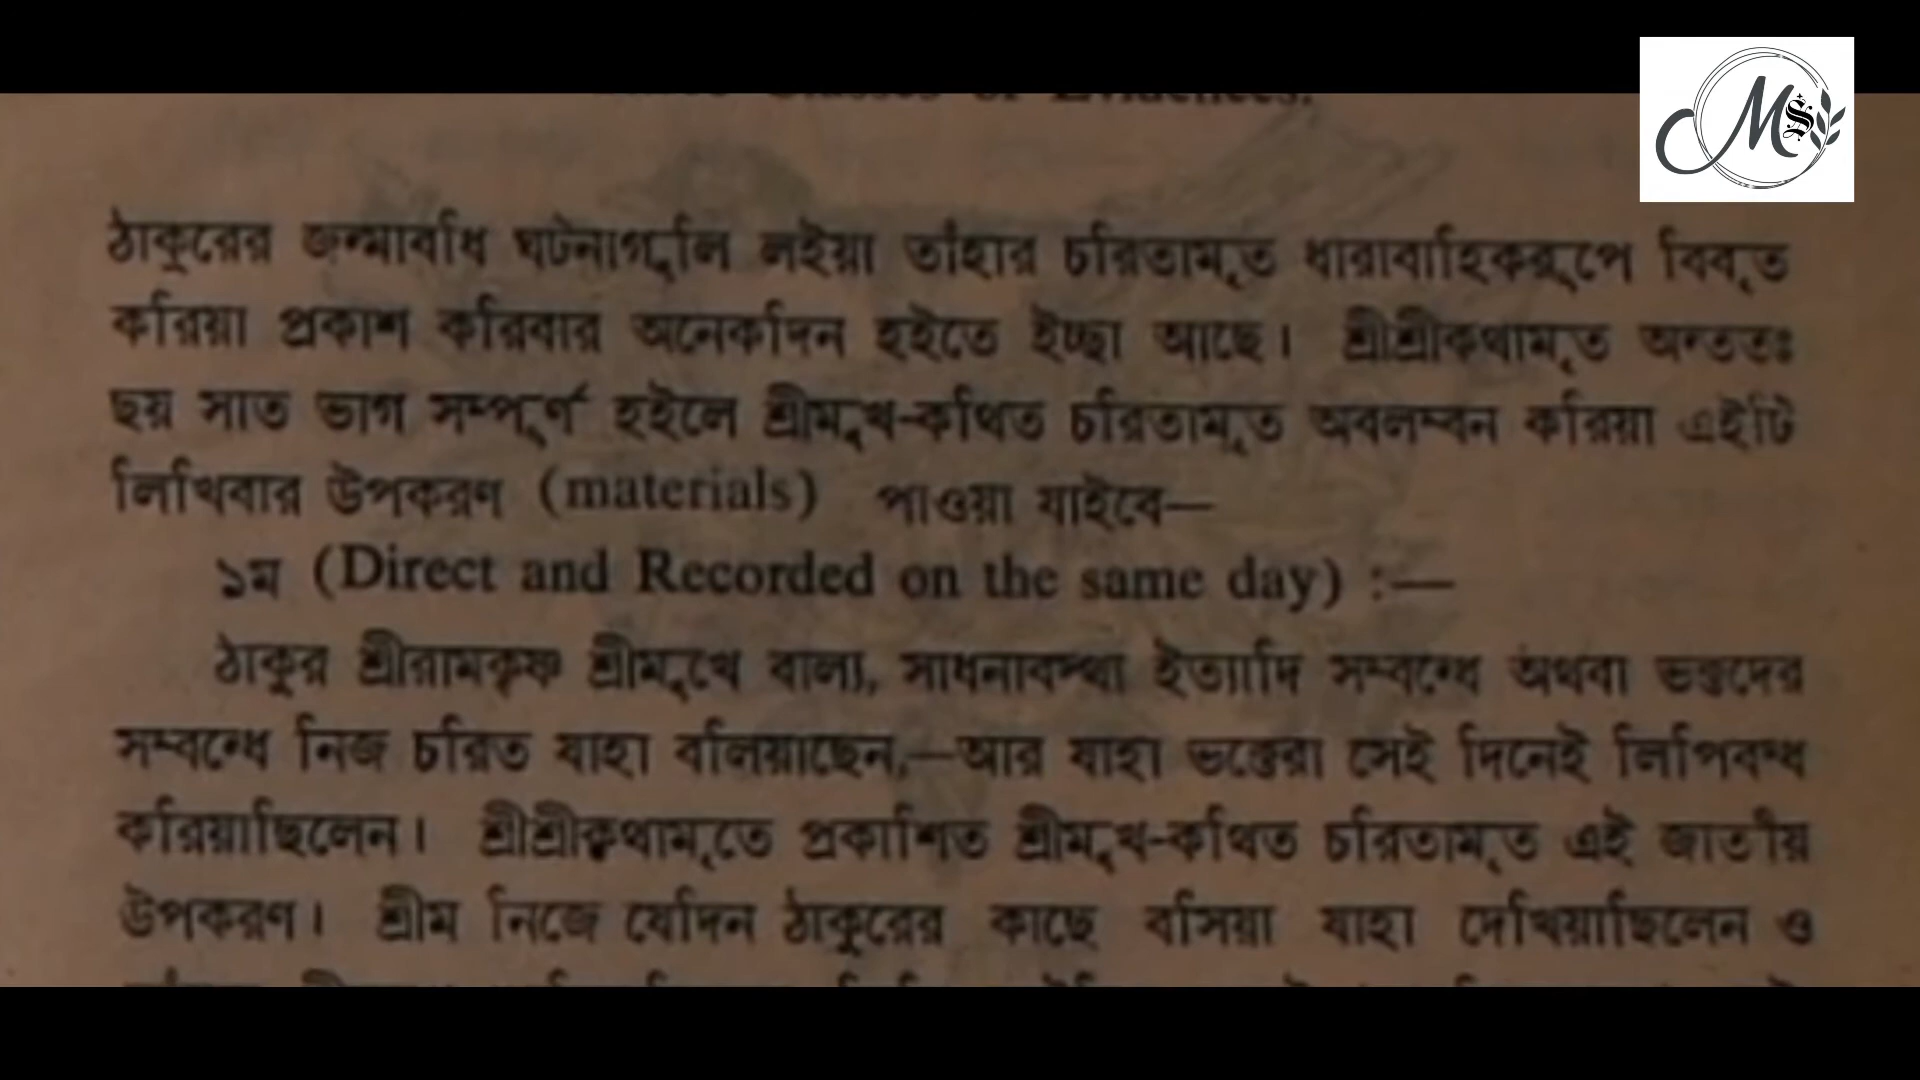 Classes of Evidences.
ঠাকুরের জন্মাবধি ঘটনাগুলি লইয়া তাঁহার চরিতামৃত ধারাবাহিকরূপে বিবৃত
করিয়া প্রকাশ করিবার অনেকদিন হইতে ইচ্ছা আছে। শ্রীশ্রীকথামৃত অন্ততঃ
ছয় সাত ভাগ সম্পূর্ণ হইলে শ্রীমুখ-কথিত চরিতামৃত অবলম্বন করিয়া এইটি
লিখিবার উপকরণ (materials) পাওয়া যাইবে—
১ম (Direct and Recorded on the same day) :—
ঠাকুর শ্রীরামকৃষ্ণ শ্রীমুখে বাল্য, সাধনাবস্থা ইত্যাদি সম্বন্ধে অথবা ভক্তদের
সম্বন্ধে নিজ চরিত যাহা বলিয়াছেন,—আর যাহা ভক্তেরা সেই দিনেই লিপিবদ্ধ
করিয়াছিলেন। শ্রীশ্রীকথামৃতে প্রকাশিত শ্রীমুখ-কথিত চরিতামৃত এই জাতীয়
উপকরণ। শ্রীম নিজে যেদিন ঠাকুরের কাছে বসিয়া যাহা দেখিয়াছিলেন ও